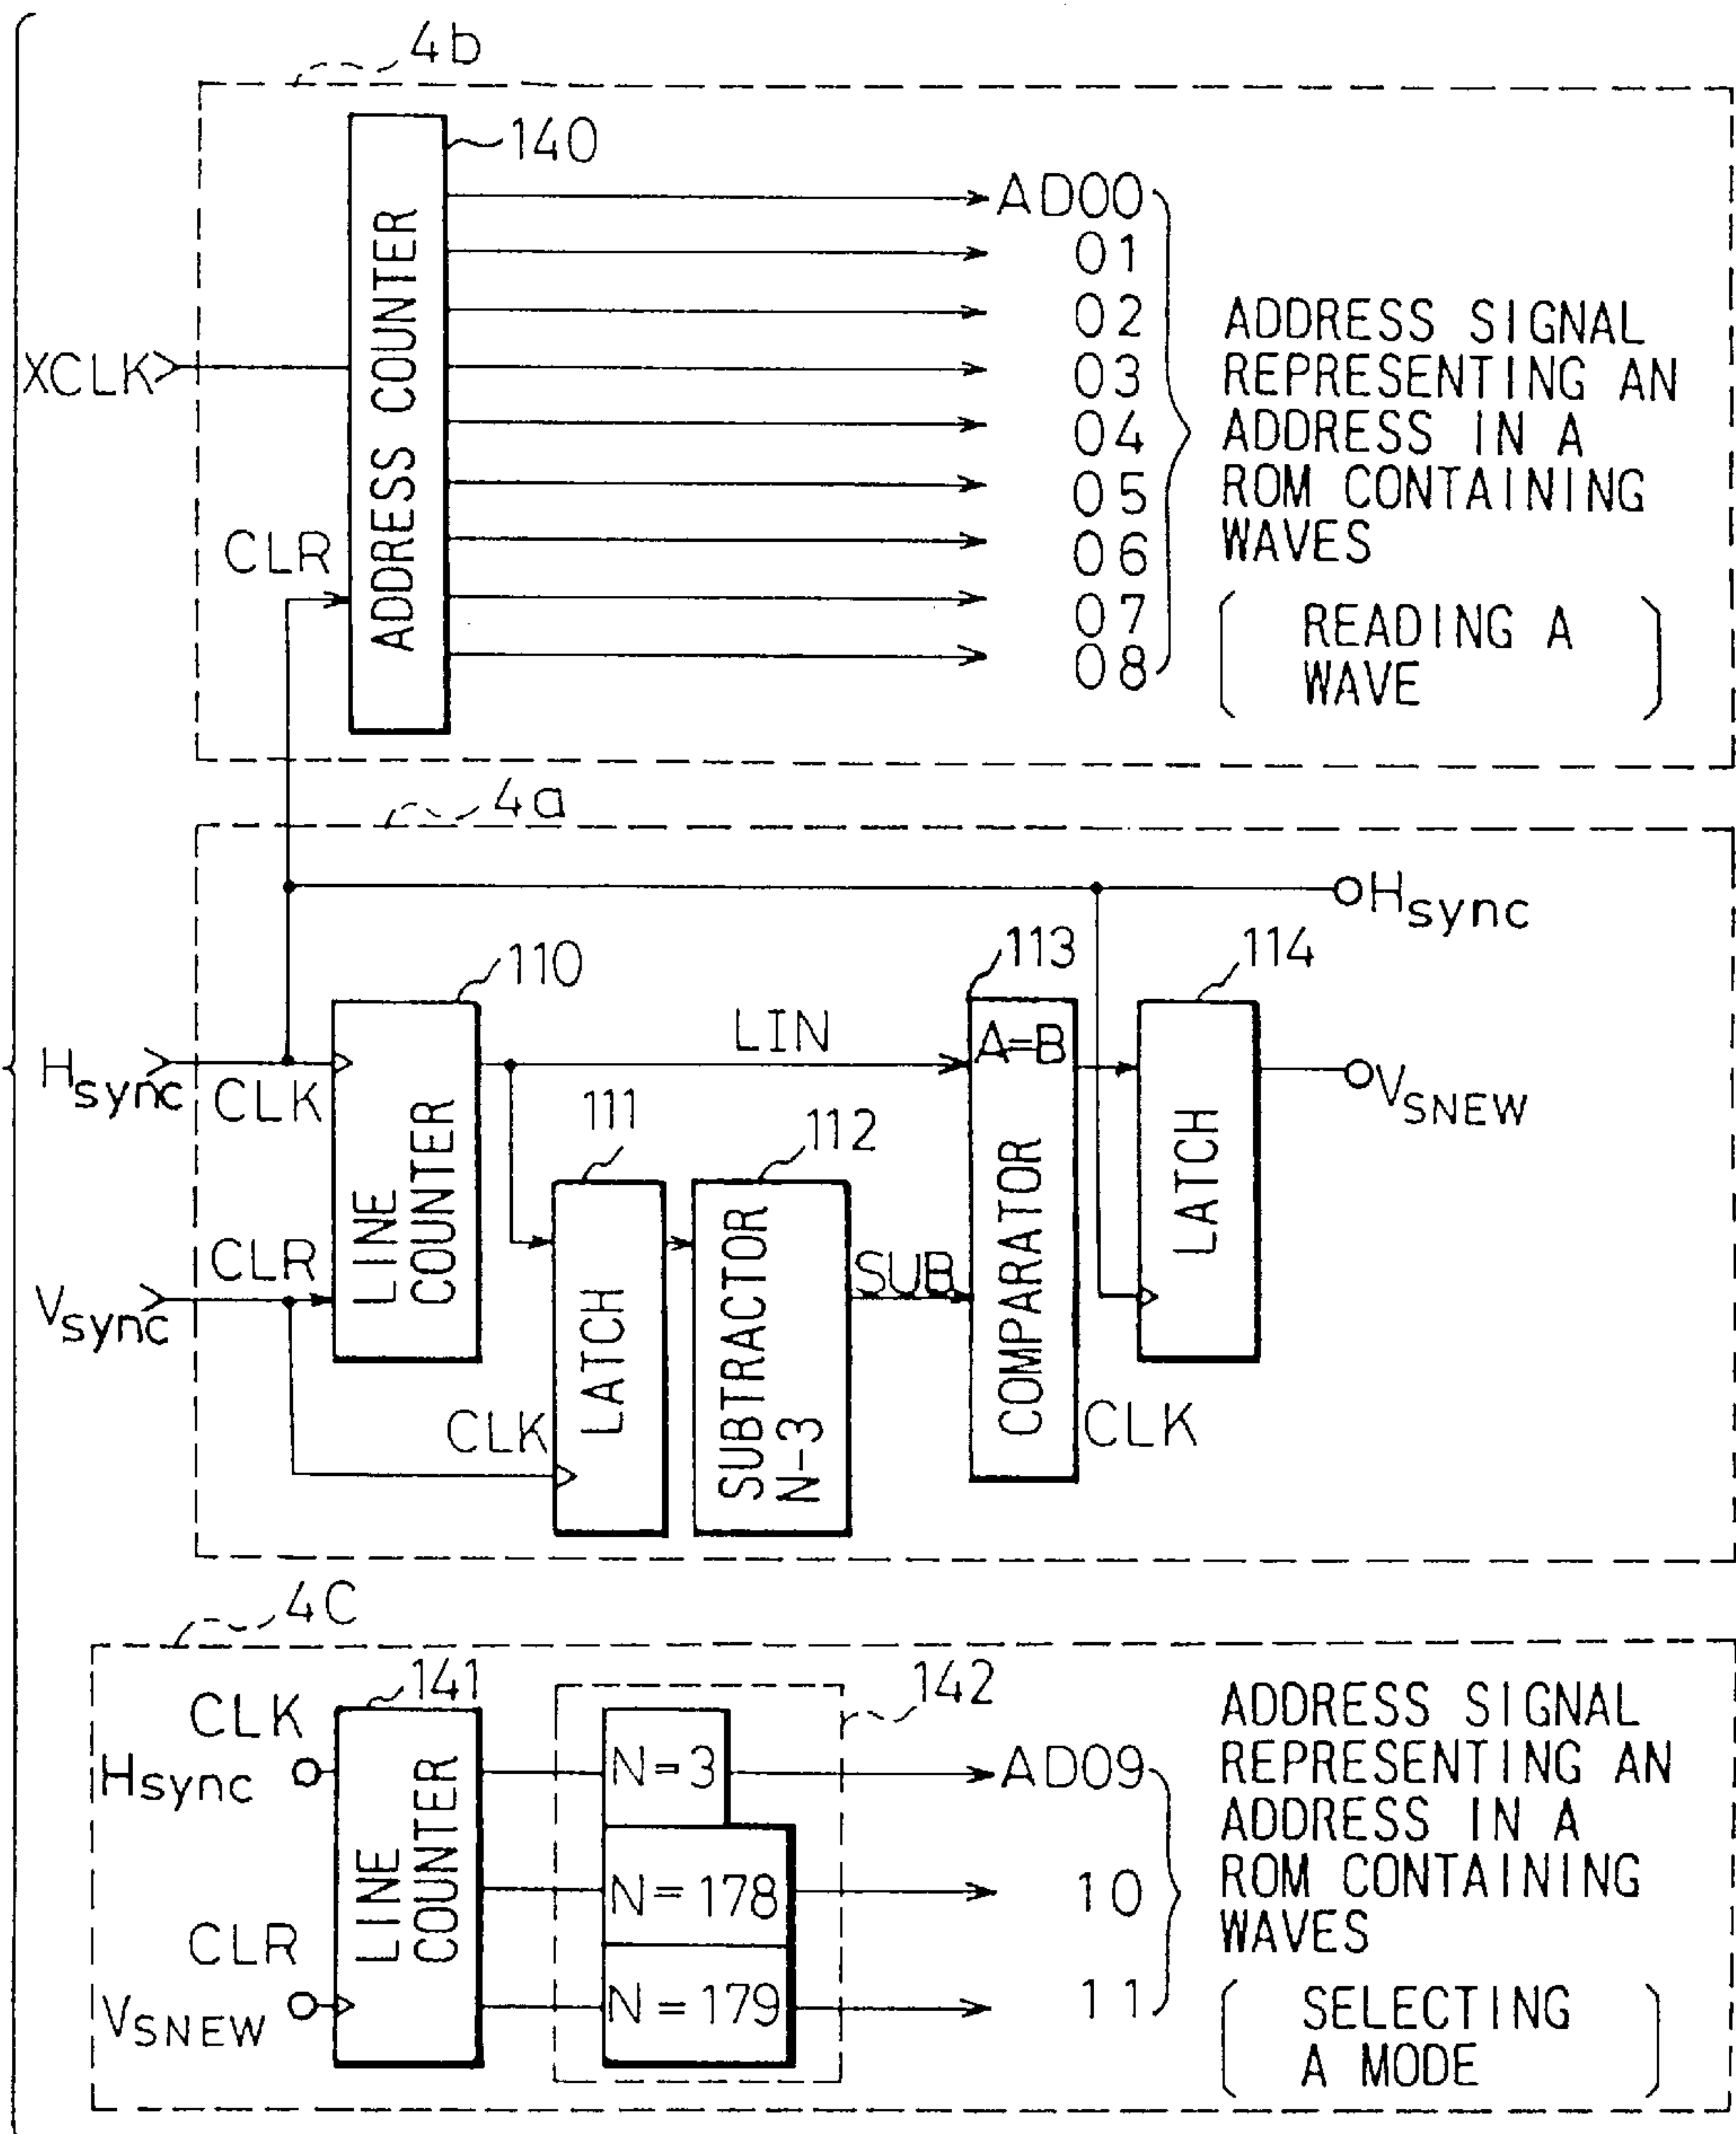 4b
140
ADDRESS COUNTER
XCLK
CLR
AD00
01
02
03
04
05
06
07
08
ADDRESS SIGNAL
REPRESENTING AN
ADDRESS IN A
ROM CONTAINING
WAVES
READING A
WAVE
4a
Hsync
110
113
114
LIN
A=B
Hsync
CLK
VSNEW
111
112
LINE
COUNTER
CLR
Vsync
LATCH
CLK
SUBTRACTOR
N-3
SUB
COMPARATOR
CLK
LATCH
4C
141
142
CLK
Hsync
LINE
COUNTER
CLR
VSNEW
N=3
N=178
N=179
AD09
10
11
ADDRESS SIGNAL
REPRESENTING AN
ADDRESS IN A
ROM CONTAINING
WAVES
SELECTING
A MODE